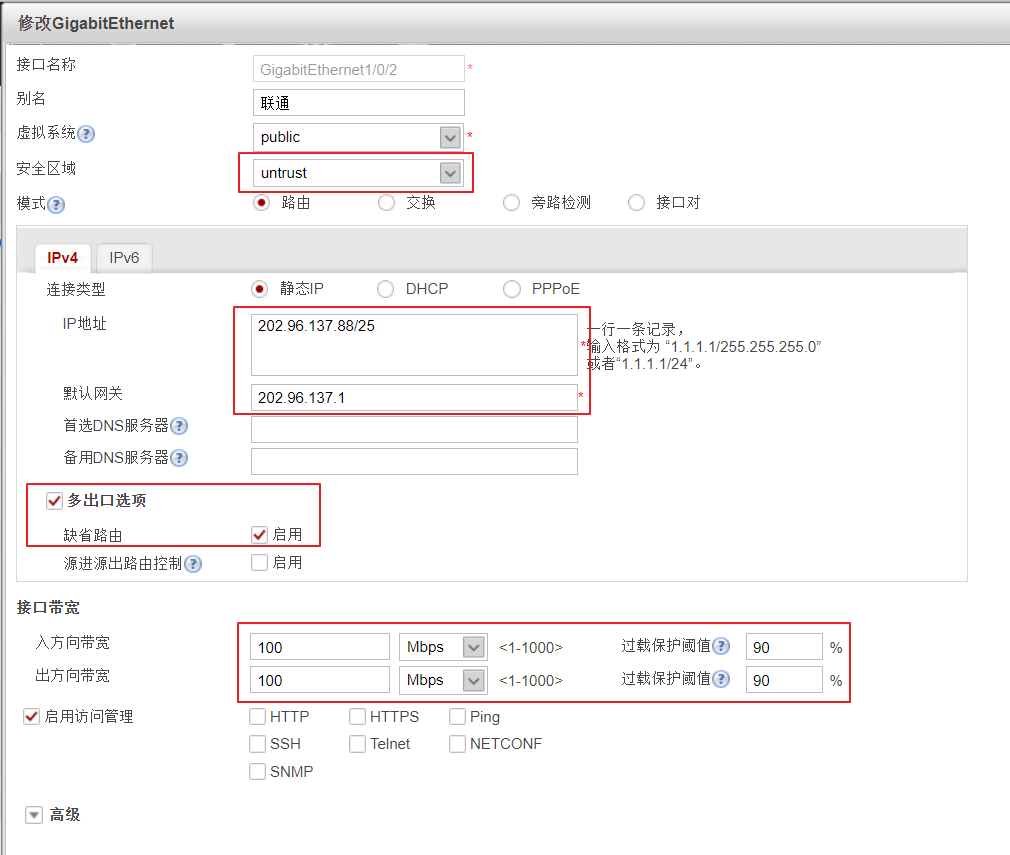 修改GigabitEthernet
接口名称 GigabitEthernet1/0/2 *
别名 联通
虚拟系统 ? public *
安全区域 untrust
模式 ? 路由 交换 旁路检测 接口对
IPv4 IPv6
连接类型 静态IP DHCP PPPoE
IP地址 202.96.137.88/25
一行一条记录，
*输入格式为 “1.1.1.1/255.255.255.0”
或者“1.1.1.1/24”。
默认网关 202.96.137.1 *
首选DNS服务器 ?
备用DNS服务器 ?
多出口选项
缺省路由 启用
源进源出路由控制 ? 启用
接口带宽
入方向带宽 100 Mbps <1-1000> 过载保护阈值 ? 90 %
出方向带宽 100 Mbps <1-1000> 过载保护阈值 ? 90 %
启用访问管理 HTTP HTTPS Ping
SSH Telnet NETCONF
SNMP
高级